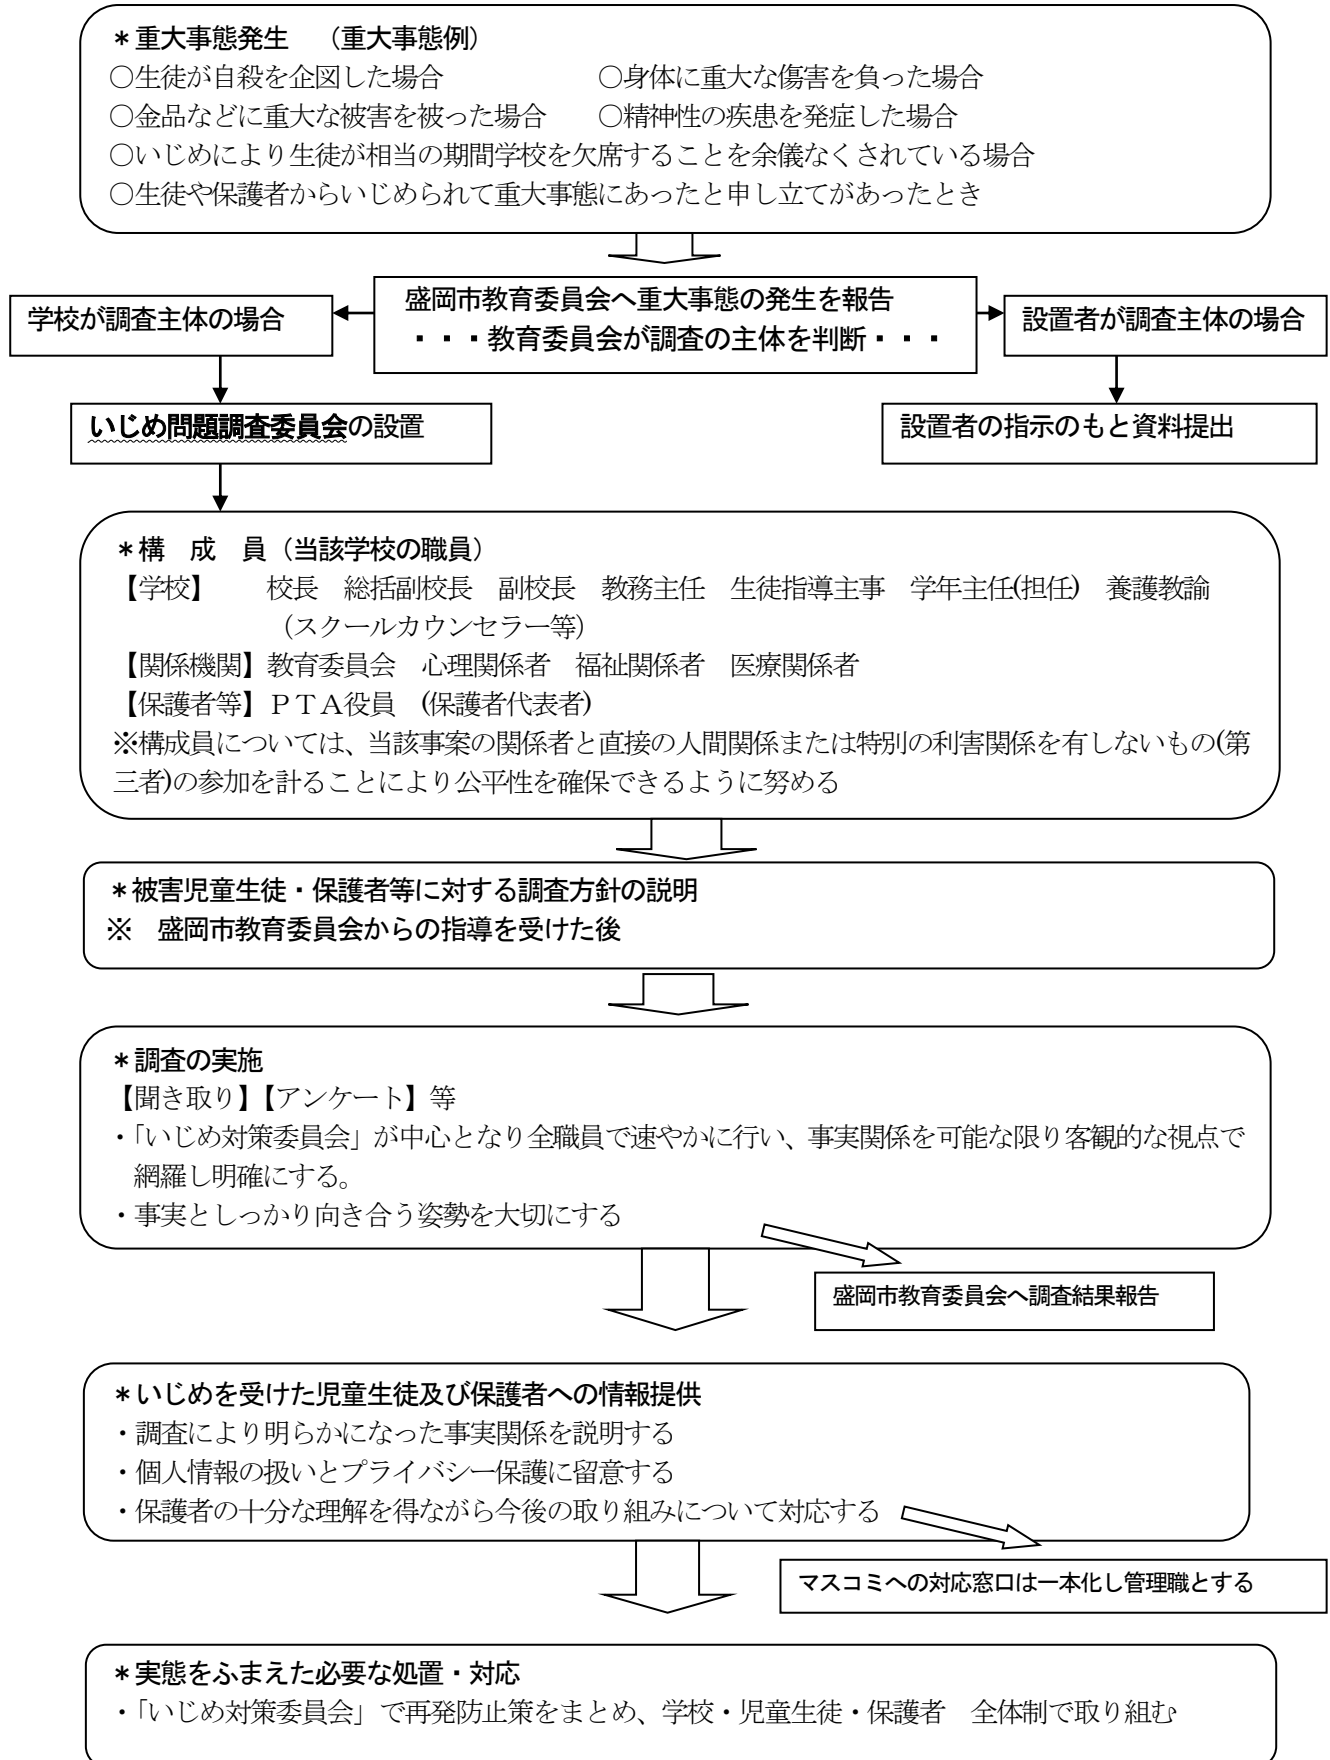 ＊重大事態発生　（重大事態例）
○生徒が自殺を企図した場合　　　　　　○身体に重大な傷害を負った場合
○金品などに重大な被害を被った場合　　○精神性の疾患を発症した場合
○いじめにより生徒が相当の期間学校を欠席することを余儀なくされている場合
○生徒や保護者からいじめられて重大事態にあったと申し立てがあったとき
盛岡市教育委員会へ重大事態の発生を報告
・・・教育委員会が調査の主体を判断・・・
学校が調査主体の場合
設置者が調査主体の場合
いじめ問題調査委員会の設置
設置者の指示のもと資料提出
＊構　成　員（当該学校の職員）
【学校】　　校長　総括副校長　副校長　教務主任　生徒指導主事　学年主任(担任)　養護教諭
（スクールカウンセラー等）
【関係機関】教育委員会　心理関係者　福祉関係者　医療関係者
【保護者等】ＰＴＡ役員　(保護者代表者)
※構成員については、当該事案の関係者と直接の人間関係または特別の利害関係を有しないもの(第
三者)の参加を計ることにより公平性を確保できるように努める
＊被害児童生徒・保護者等に対する調査方針の説明
※　盛岡市教育委員会からの指導を受けた後
＊調査の実施
【聞き取り】【アンケート】等
・「いじめ対策委員会」が中心となり全職員で速やかに行い、事実関係を可能な限り客観的な視点で
網羅し明確にする。
・事実としっかり向き合う姿勢を大切にする
盛岡市教育委員会へ調査結果報告
＊いじめを受けた児童生徒及び保護者への情報提供
・調査により明らかになった事実関係を説明する
・個人情報の扱いとプライバシー保護に留意する
・保護者の十分な理解を得ながら今後の取り組みについて対応する
マスコミへの対応窓口は一本化し管理職とする
＊実態をふまえた必要な処置・対応
・「いじめ対策委員会」で再発防止策をまとめ、学校・児童生徒・保護者　全体制で取り組む